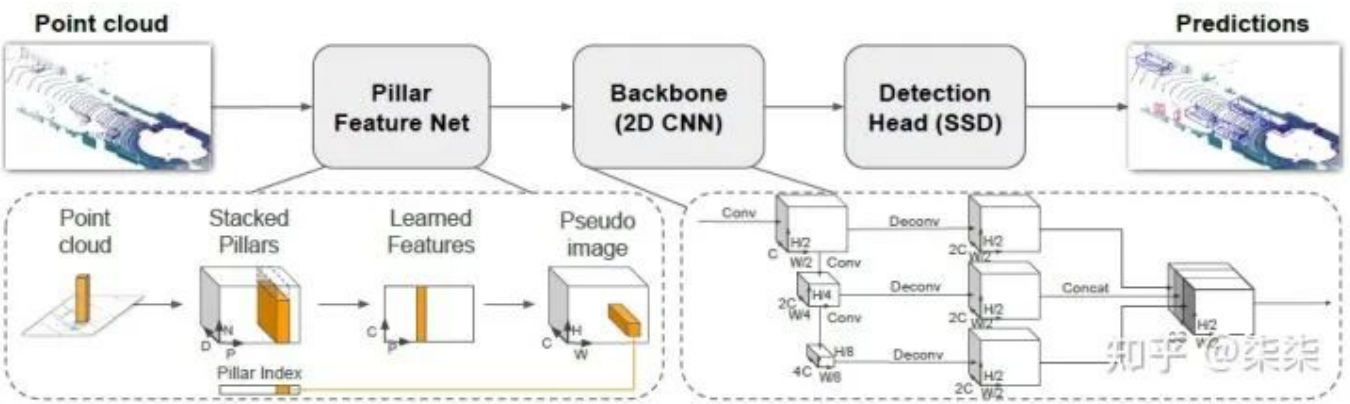 Point cloud
Predictions
Pillar
Feature Net
Backbone
(2D CNN)
Detection
Head (SSD)
Point
cloud
Stacked
Pillars
Learned
Features
Pseudo
image
N
D
P
C
P
H
C
W
Pillar Index
Conv
H/2
C
W/2
Conv
Deconv
2C
H/2
W/2
H/4
2C
W/4
Conv
Deconv
2C
H/2
W/2
Concat
H/8
4C
W/8
Deconv
2C
H/2
W/2
H/2
知乎 @柒柒